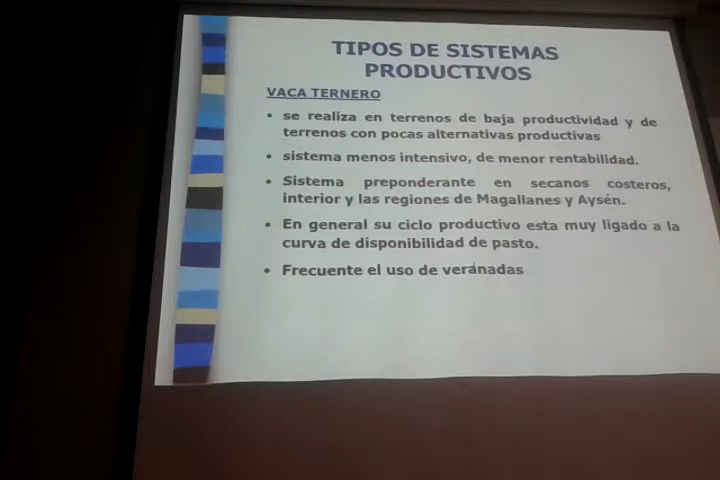 TIPOS DE SISTEMAS
PRODUCTIVOS
VACA TERNERO
• se realiza en terrenos de baja productividad y de
terrenos con pocas alternativas productivas
• sistema menos intensivo, de menor rentabilidad.
• Sistema preponderante en secanos costeros,
interior y las regiones de Magallanes y Aysén.
• En general su ciclo productivo esta muy ligado a la
curva de disponibilidad de pasto.
• Frecuente el uso de veranadas